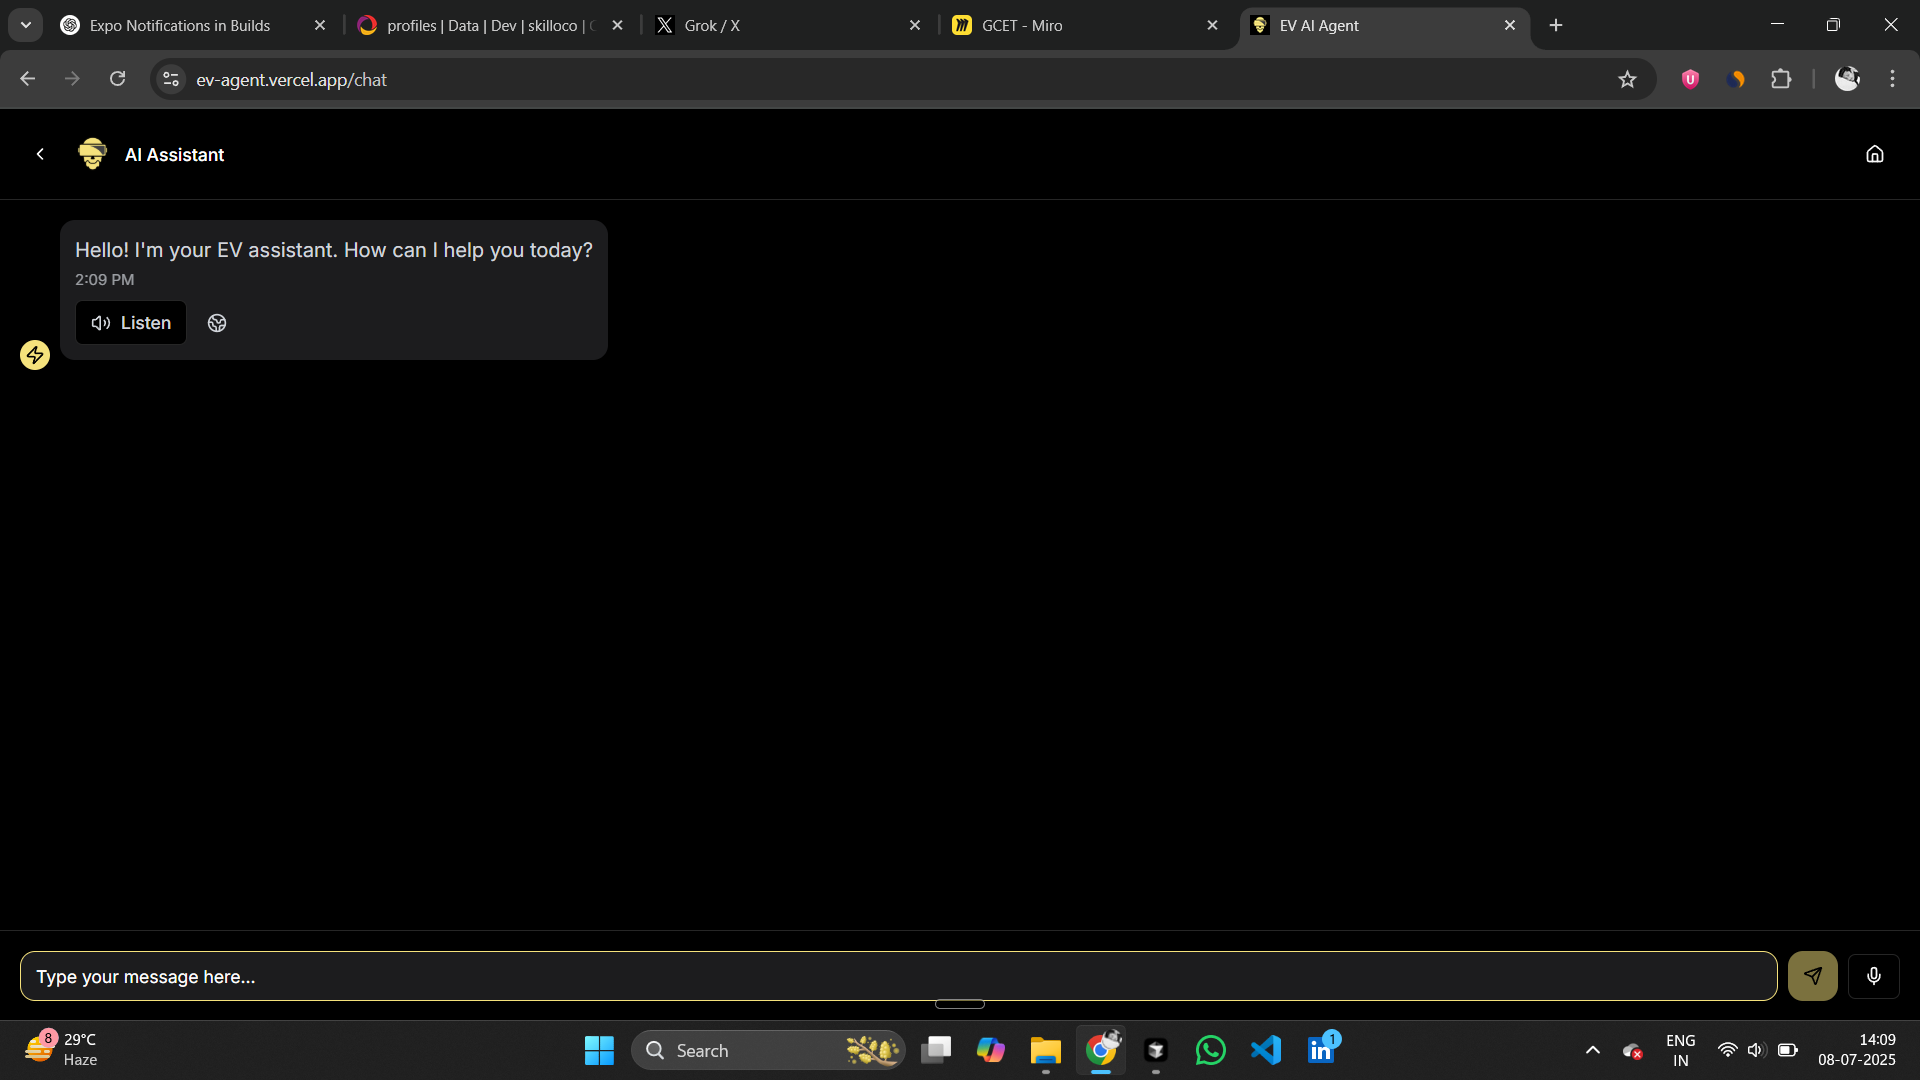 Expo Notifications in Builds
profiles | Data | Dev | skilloco |
Grok / X
GCET - Miro
EV AI Agent
ev-agent.vercel.app/chat
AI Assistant
Hello! I'm your EV assistant. How can I help you today?
2:09 PM
Listen
Type your message here...
8
29°C
Haze
Search
in
1
ENG
IN
14:09
08-07-2025